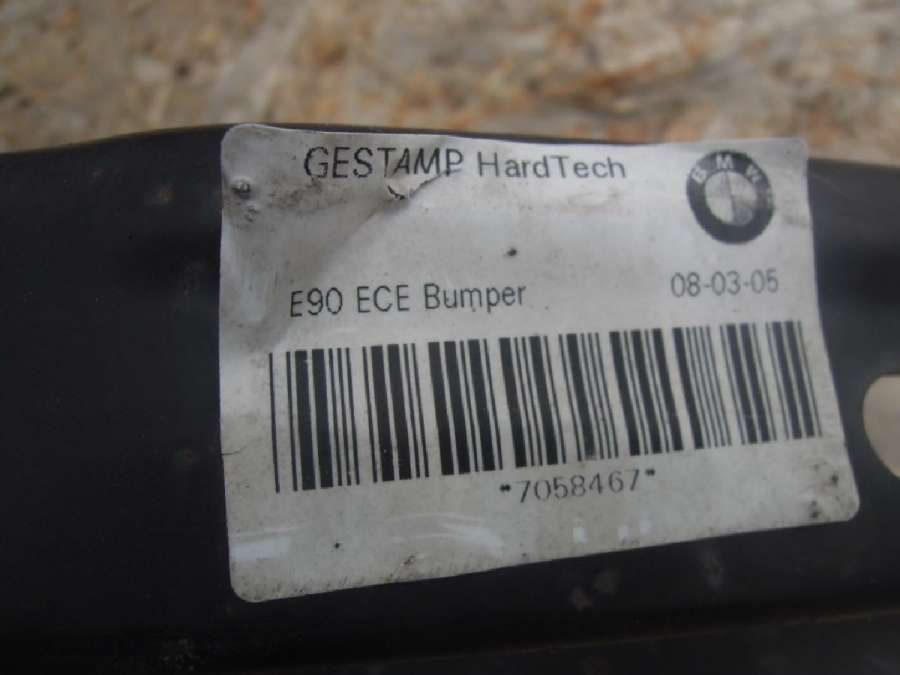 GESTAMP HardTech
BMW
E90 ECE Bumper
08-03-05
*7058467*